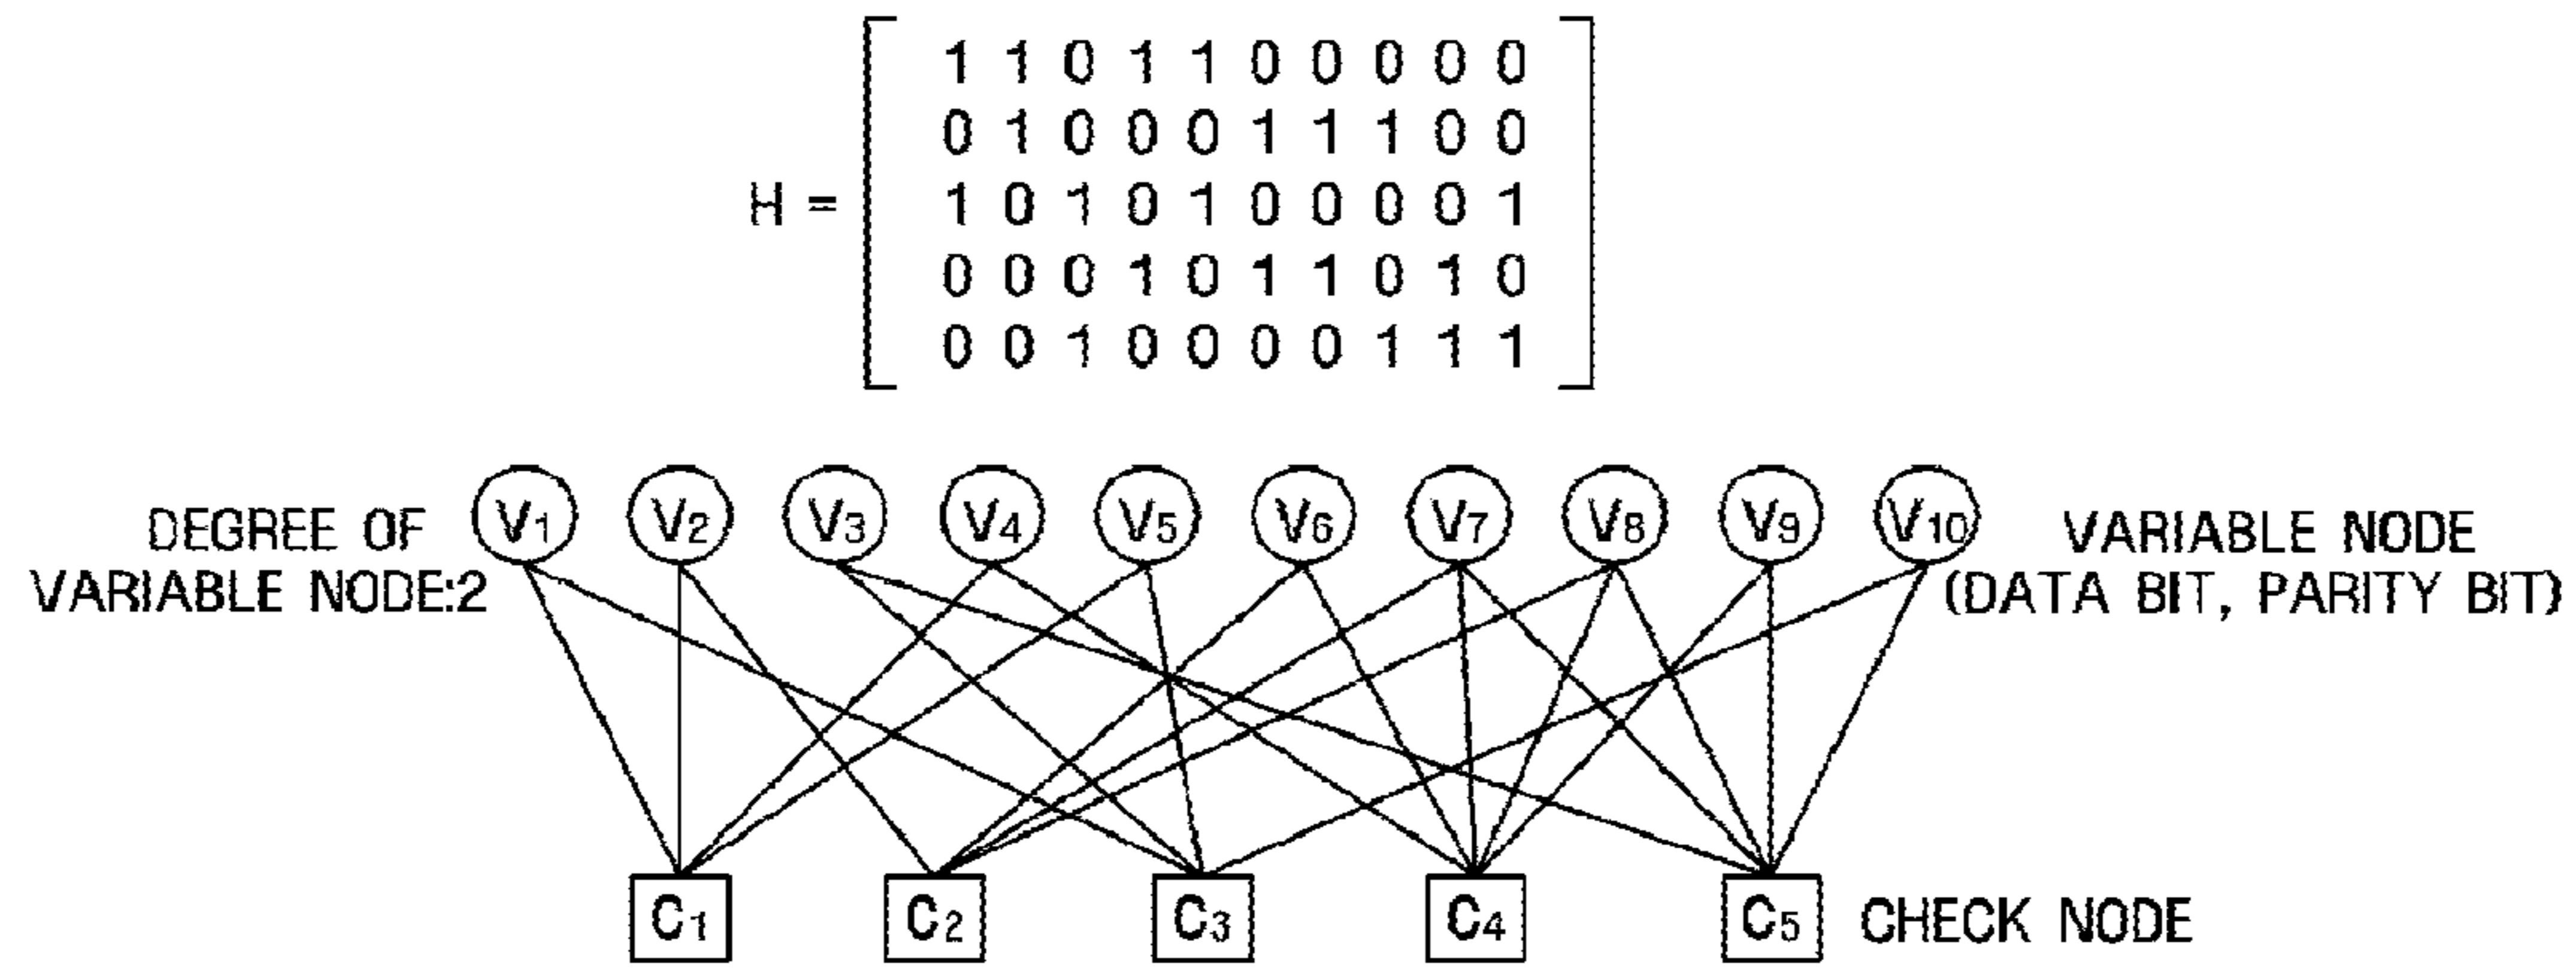 1 1 0 1 1 0 0 0 0 0
0 1 0 0 0 1 1 1 0 0
H = 1 0 1 0 1 0 0 0 0 1
0 0 0 1 0 1 1 0 1 0
0 0 1 0 0 0 0 1 1 1
DEGREE OF VARIABLE NODE:2
V1 V2 V3 V4 V5 V6 V7 V8 V9 V10
VARIABLE NODE
(DATA BIT, PARITY BIT)
C1 C2 C3 C4 C5 CHECK NODE